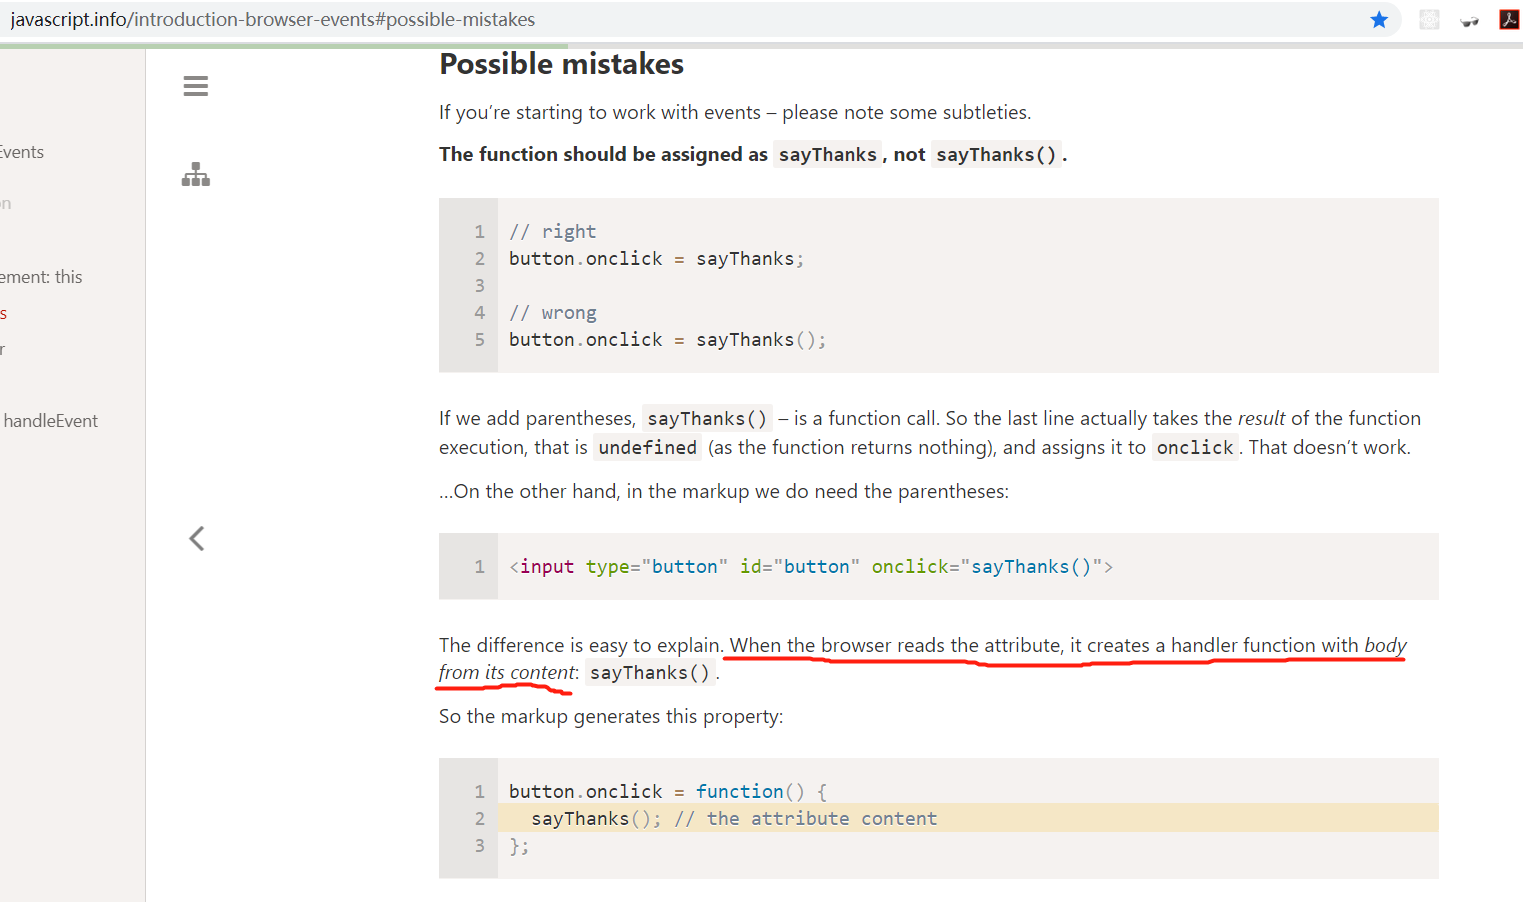 javascript.info/introduction-browser-events#possible-mistakes
Possible mistakes
If you’re starting to work with events – please note some subtleties.
The function should be assigned as sayThanks, not sayThanks().
1 // right
2 button.onclick = sayThanks;
3
4 // wrong
5 button.onclick = sayThanks();
If we add parentheses, sayThanks() – is a function call. So the last line actually takes the result of the function
execution, that is undefined (as the function returns nothing), and assigns it to onclick. That doesn’t work.
…On the other hand, in the markup we do need the parentheses:
1 <input type="button" id="button" onclick="sayThanks()">
The difference is easy to explain. When the browser reads the attribute, it creates a handler function with body
from its content: sayThanks().
So the markup generates this property:
1 button.onclick = function() {
2 sayThanks(); // the attribute content
3 };
Events
on
ement: this
s
r
handleEvent